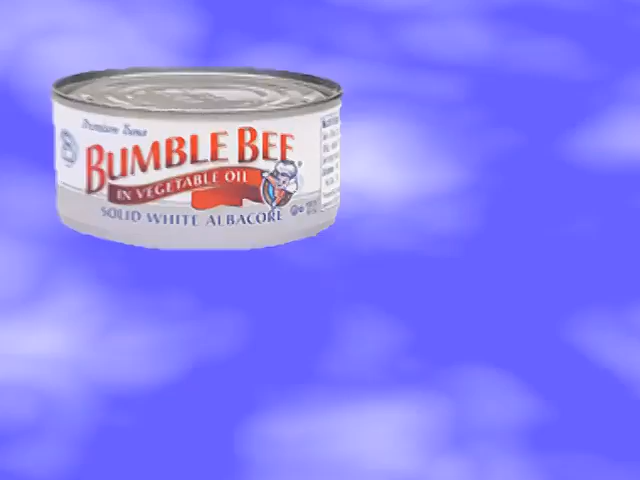 Premium Tuna
BUMBLE BEE
IN VEGETABLE OIL
SOLID WHITE ALBACORE